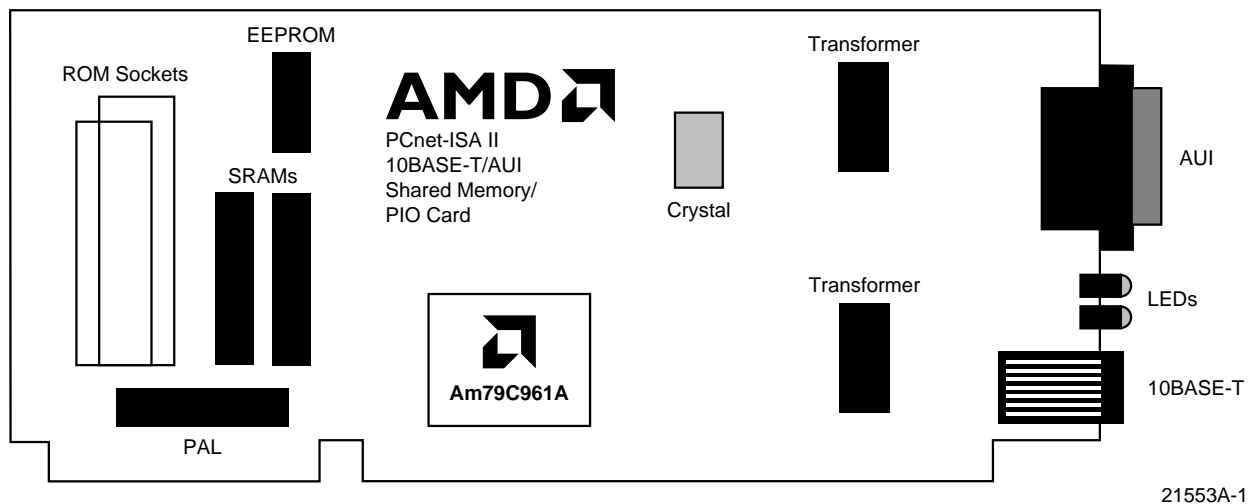 EEPROM
Transformer
ROM Sockets
AMD
PCnet-ISA II
10BASE-T/AUI
Shared Memory/
PIO Card
AUI
SRAMs
Crystal
Transformer
LEDs
Am79C961A
10BASE-T
PAL
21553A-1